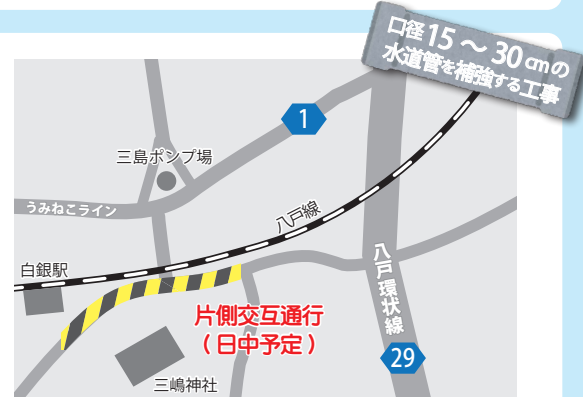 口径15～30cmの
水道管を補強する工事
1
三島ポンプ場
うみねこライン
八戸線
白銀駅
八戸環状線
片側交互通行
（日中予定）
29
三嶋神社